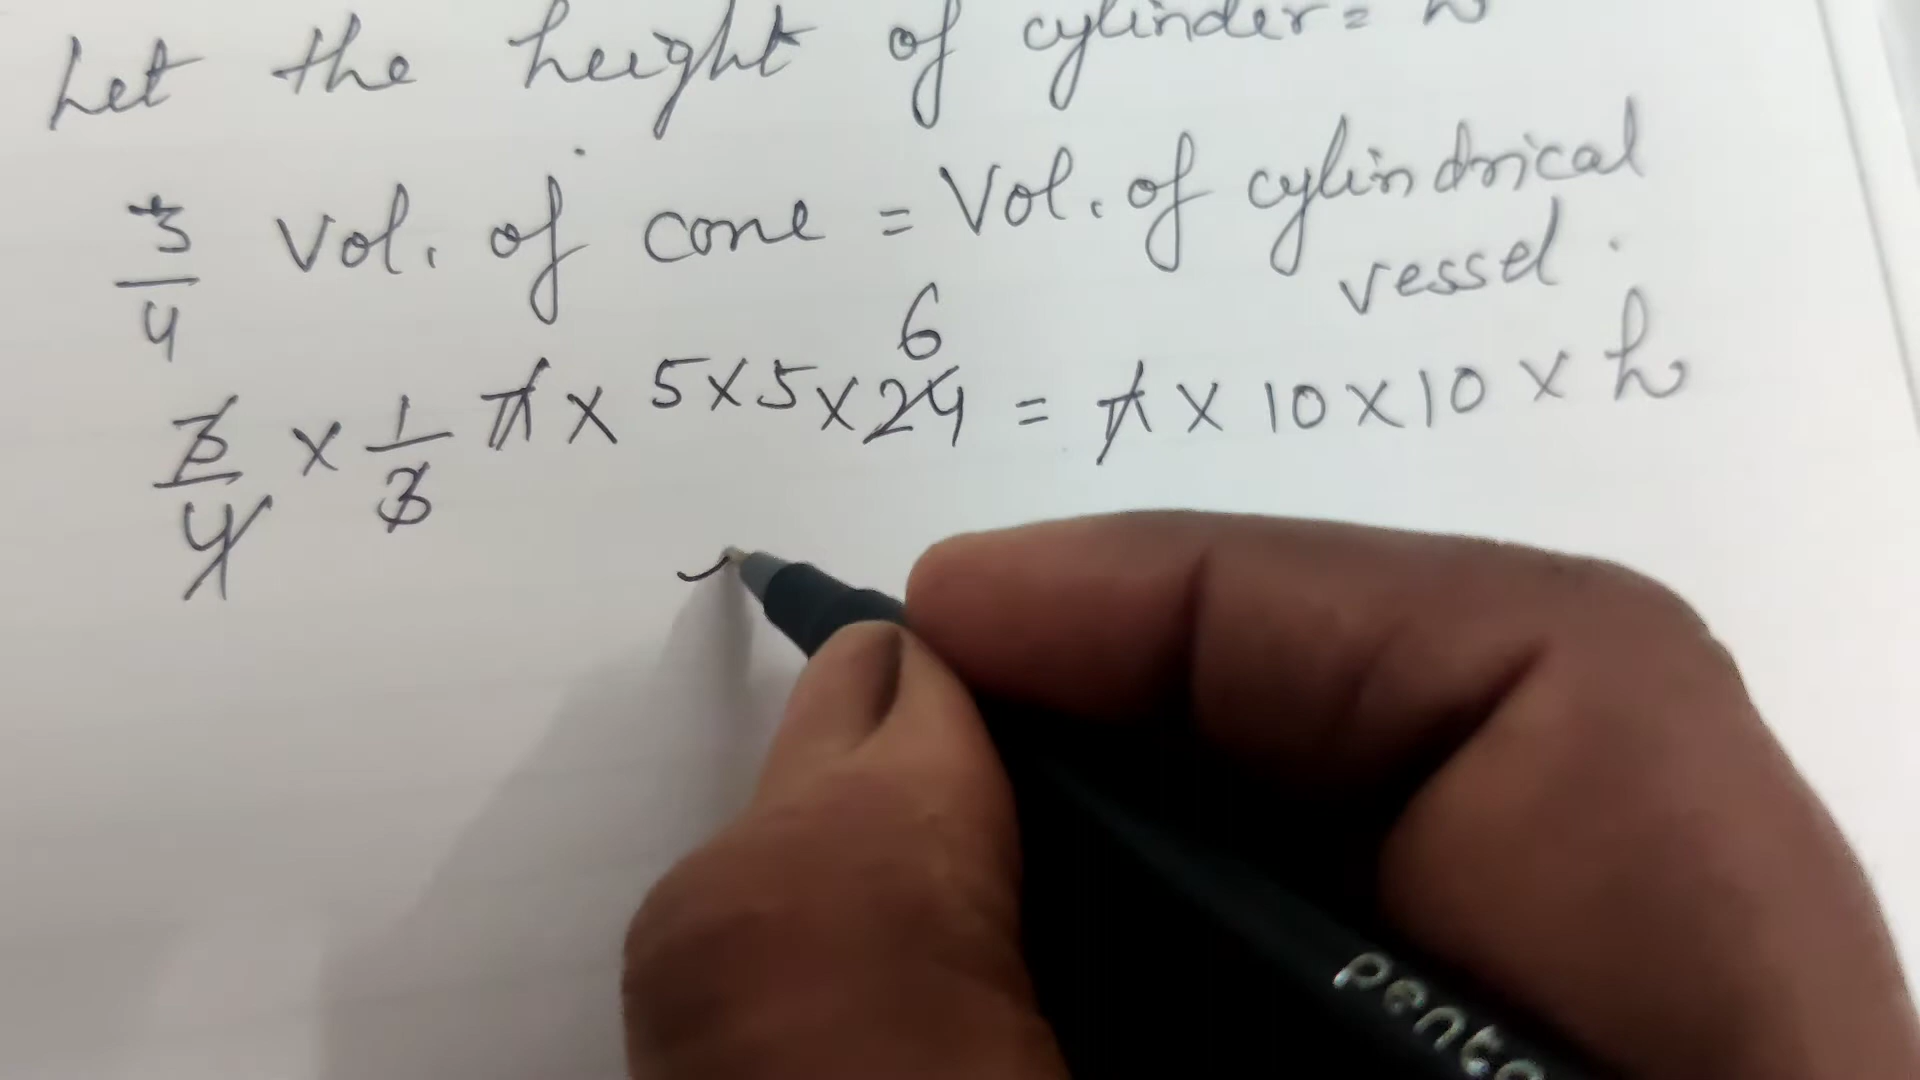 Let the height of cylinder = h
3/4 Vol. of cone = Vol. of cylindrical
vessel.
6
3/4 × 1/3 π × 5×5×24 = π × 10×10 × h
penta